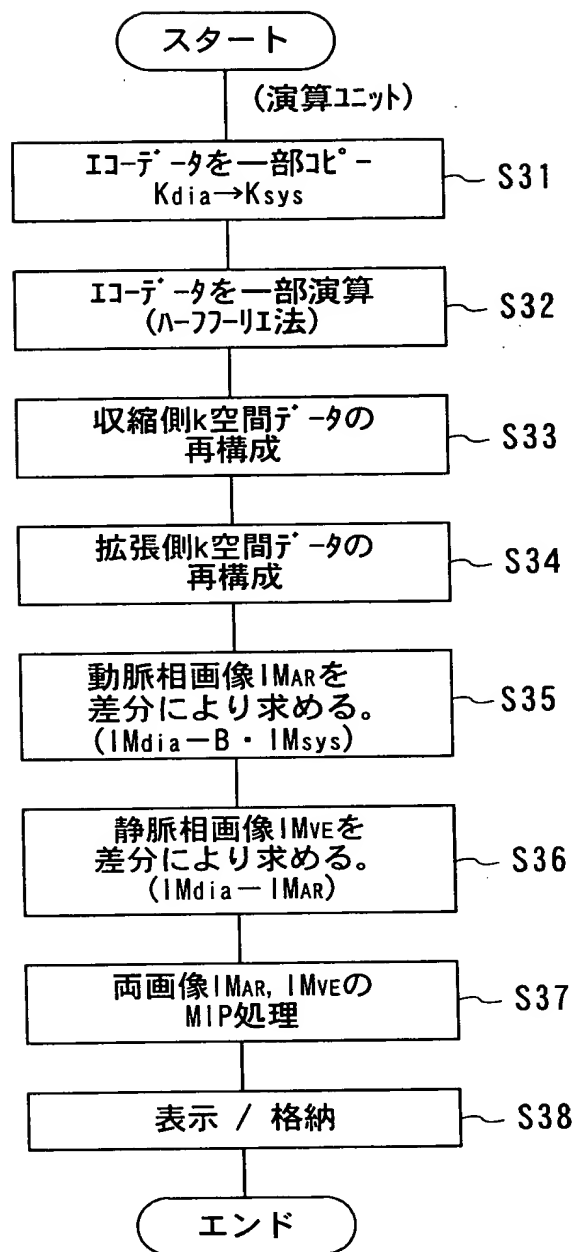 スタート
(演算ユニット)
エコーデータを一部コピー
Kdia→Ksys
S31
エコーデータを一部演算
(ハーフフーリエ法)
S32
収縮側k空間データの
再構成
S33
拡張側k空間データの
再構成
S34
動脈相画像IMARを
差分により求める。
(IMdia－B・IMsys)
S35
静脈相画像IMVEを
差分により求める。
(IMdia－IMAR)
S36
両画像IMAR, IMVEの
MIP処理
S37
表示 / 格納
S38
エンド